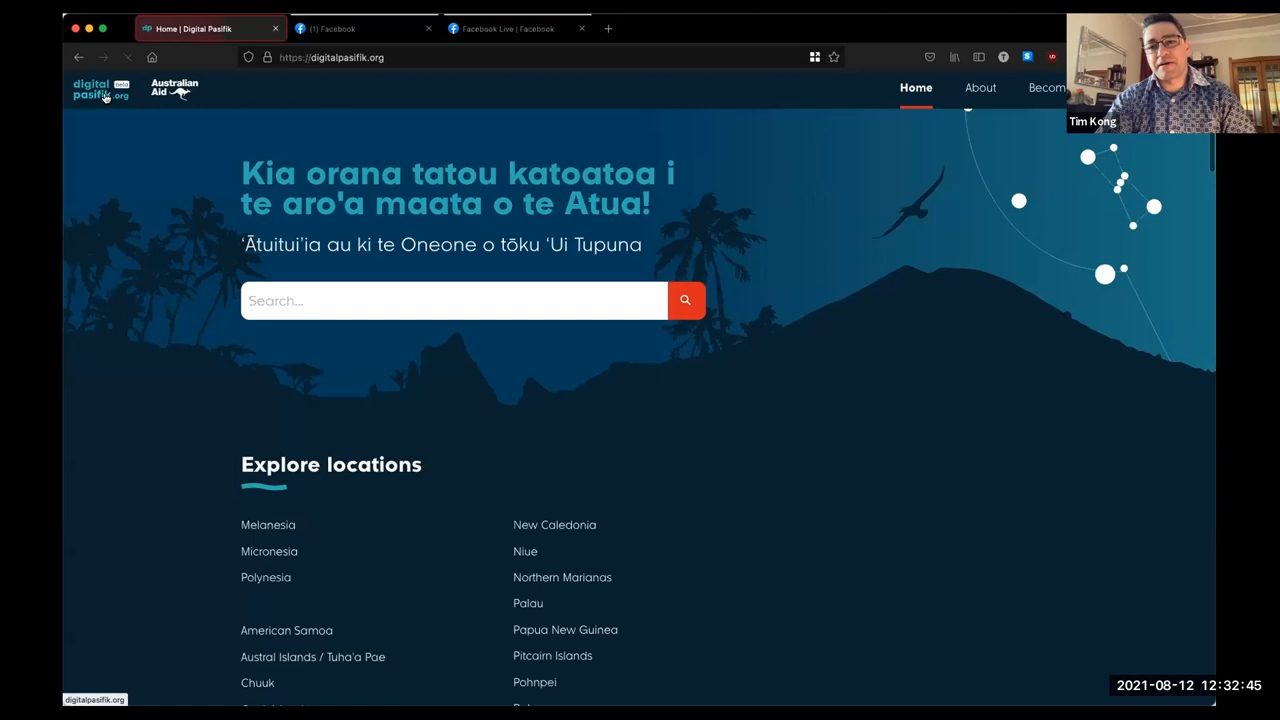 Home | Digital Pasifik
(1) Facebook
Facebook Live | Facebook
https://digitalpasifik.org
digital beta
pasifik.org
Australian
Aid
Home
About
Becom
Tim Kong
Kia orana tatou katoatoa i
te aro'a maata o te Atua!
ʻĀtuitui’ia au ki te Oneone o tōku ʻUi Tupuna
Search...
Explore locations
Melanesia
Micronesia
Polynesia
American Samoa
Austral Islands / Tuha'a Pae
Chuuk
New Caledonia
Niue
Northern Marianas
Palau
Papua New Guinea
Pitcairn Islands
Pohnpei
digitalpasifik.org
2021-08-12 12:32:45